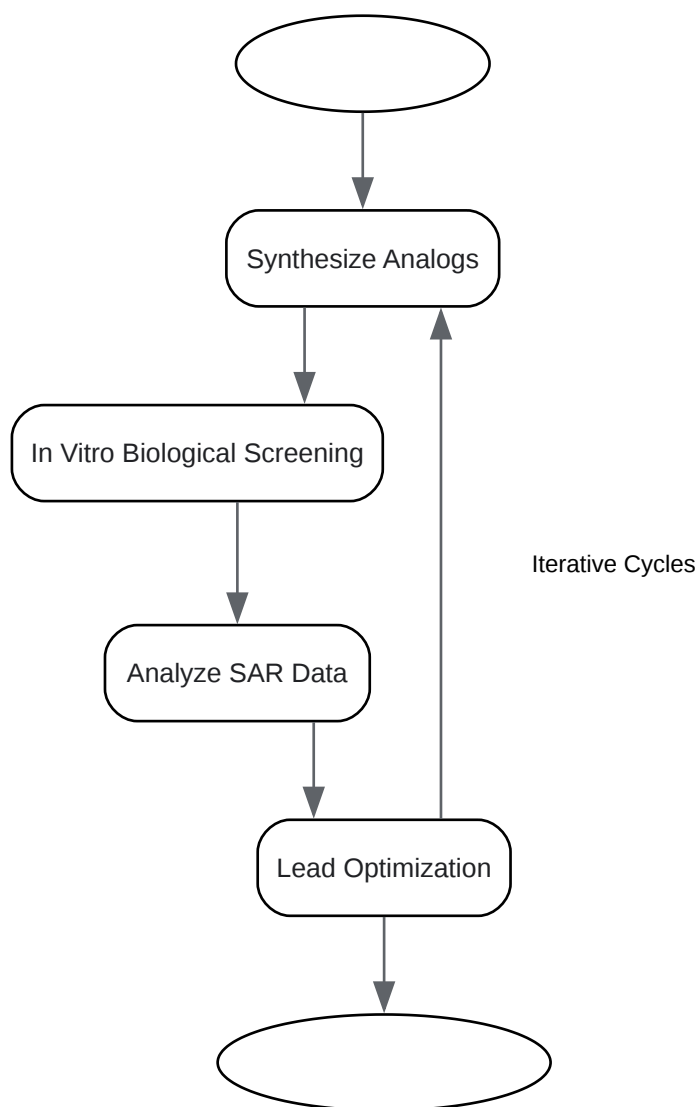 Synthesize Analogs
In Vitro Biological Screening
Iterative Cycles
Analyze SAR Data
Lead Optimization